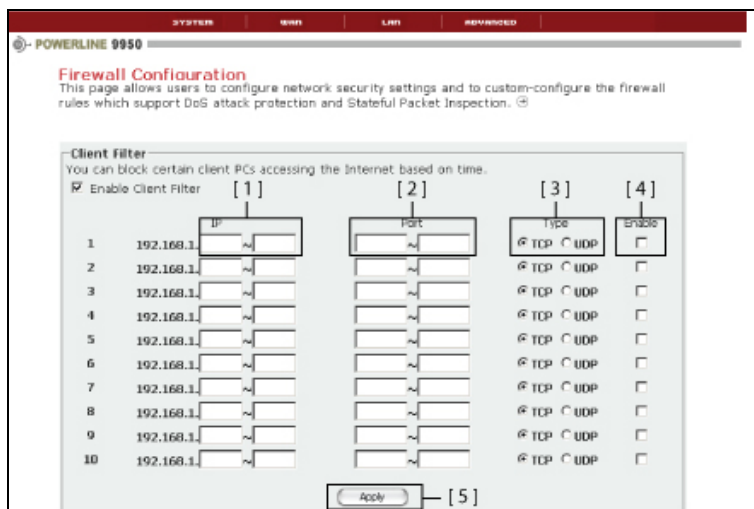 SYSTEM WAN LAN ADVANCED
POWERLINE 9950
Firewall Configuration
This page allows users to configure network security settings and to custom-configure the firewall
rules which support DoS attack protection and Stateful Packet Inspection.
Client Filter
You can block certain client PCs accessing the Internet based on time.
Enable Client Filter [1] [2] [3] [4]
IP Port Type Enable
1 192.168.1. ~ ~ TCP UDP
2 192.168.1. ~ ~ TCP UDP
3 192.168.1. ~ ~ TCP UDP
4 192.168.1. ~ ~ TCP UDP
5 192.168.1. ~ ~ TCP UDP
6 192.168.1. ~ ~ TCP UDP
7 192.168.1. ~ ~ TCP UDP
8 192.168.1. ~ ~ TCP UDP
9 192.168.1. ~ ~ TCP UDP
10 192.168.1. ~ ~ TCP UDP
Apply [5]